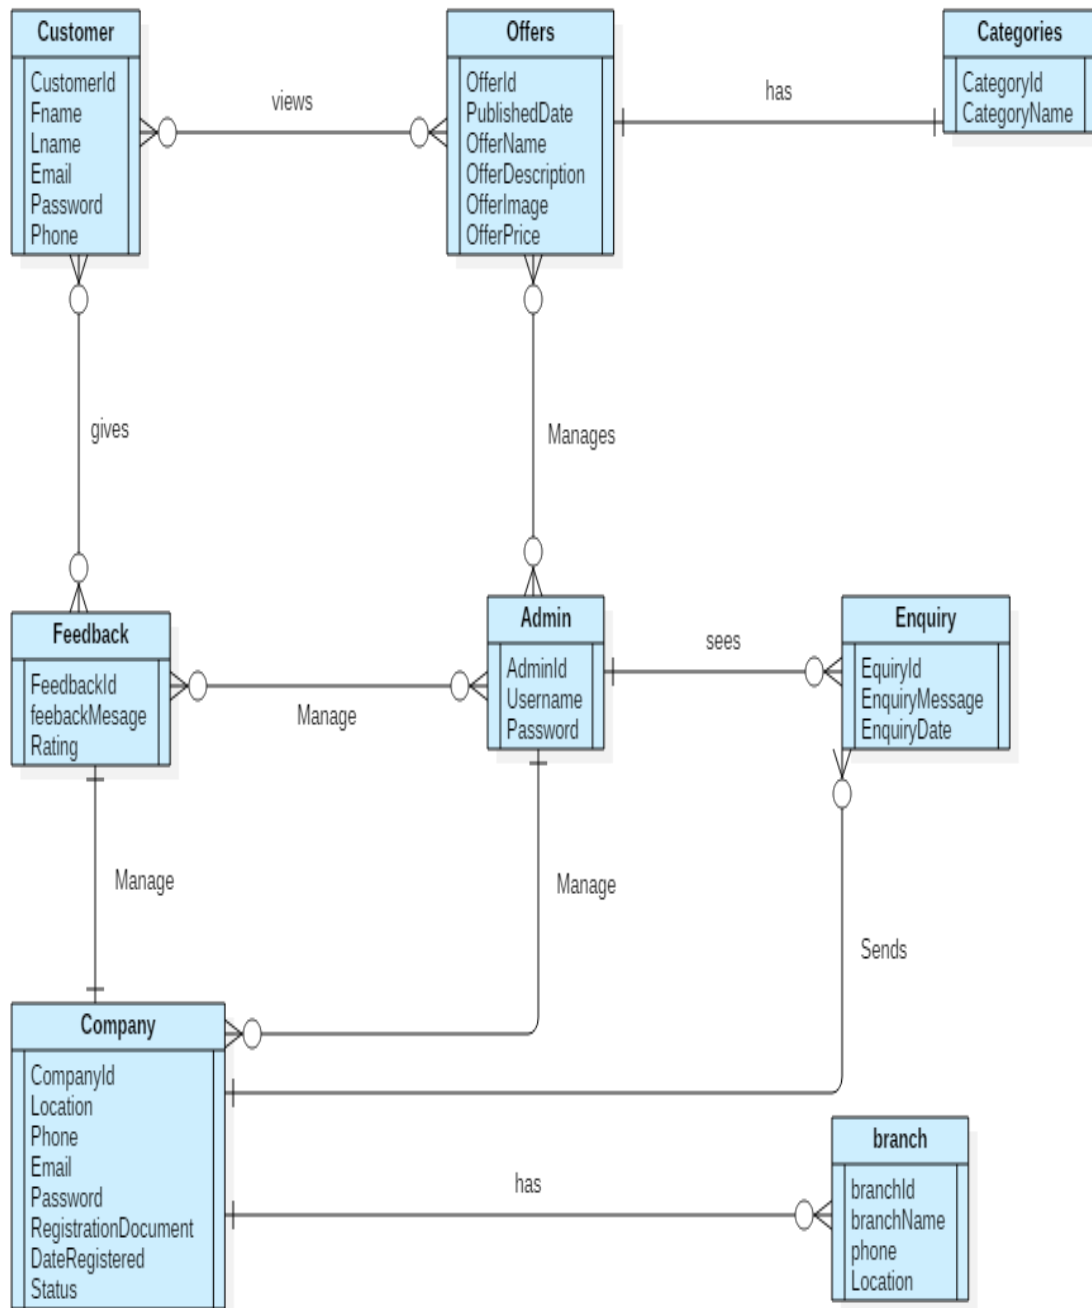 Customer
CustomerId
Fname
Lname
Email
Password
Phone
views
Offers
OfferId
PublishedDate
OfferName
OfferDescription
OfferImage
OfferPrice
has
Categories
CategoryId
CategoryName
gives
Manages
Feedback
FeedbackId
feebackMesage
Rating
Manage
Admin
AdminId
Username
Password
sees
Enquiry
EquiryId
EnquiryMessage
EnquiryDate
Manage
Manage
Sends
Company
CompanyId
Location
Phone
Email
Password
RegistrationDocument
DateRegistered
Status
has
branch
branchId
branchName
phone
Location